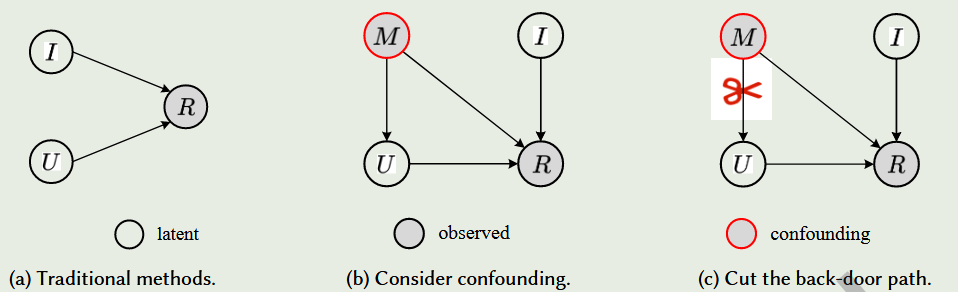 I
U
R
M
I
U
R
M
I
U
R
latent
observed
confounding
(a) Traditional methods.
(b) Consider confounding.
(c) Cut the back-door path.